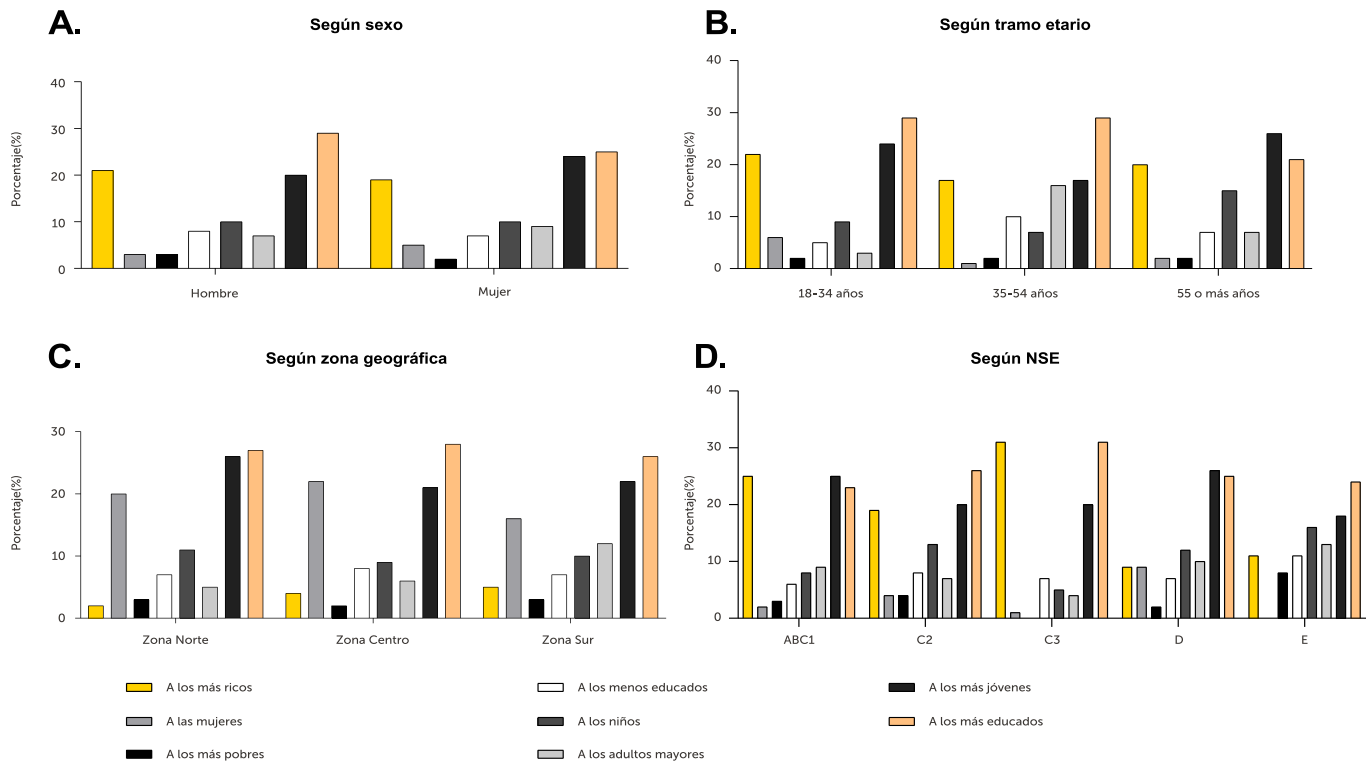 A.
Según sexo
Porcentaje(%)
40
30
20
10
0
Hombre
Mujer
B.
Según tramo etario
Porcentaje(%)
40
30
20
10
0
18-34 años
35-54 años
55 o más años
C.
Según zona geográfica
Porcentaje(%)
30
20
10
0
Zona Norte
Zona Centro
Zona Sur
D.
Según NSE
Porcentaje(%)
40
30
20
10
0
ABC1
C2
C3
D
E
A los más ricos
A las mujeres
A los más pobres
A los menos educados
A los niños
A los adultos mayores
A los más jóvenes
A los más educados